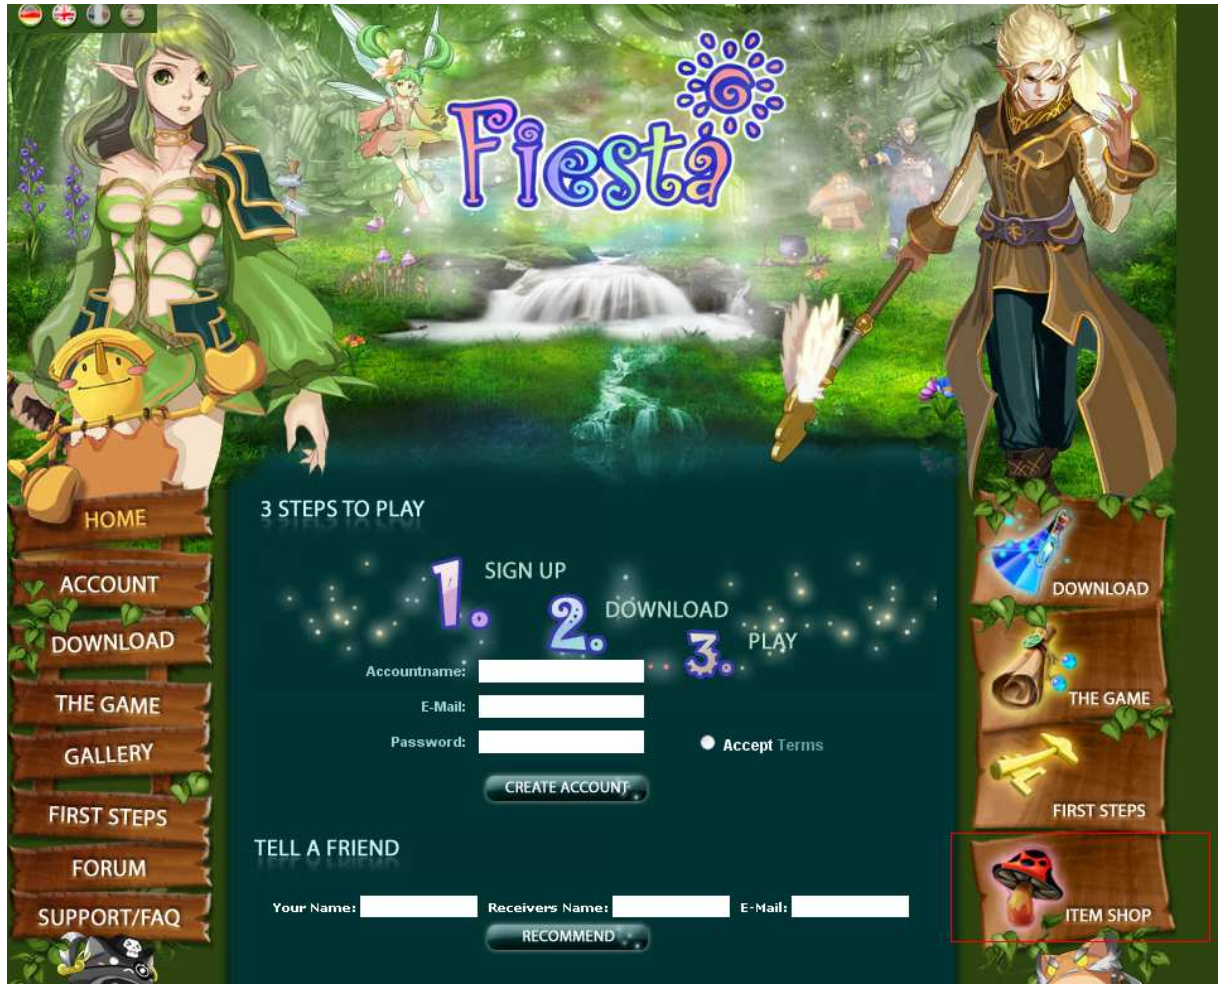 Fiesta
HOME
ACCOUNT
DOWNLOAD
THE GAME
GALLERY
FIRST STEPS
FORUM
SUPPORT/FAQ
3 STEPS TO PLAY
1. SIGN UP
2. DOWNLOAD
3. PLAY
Accountname:
E-Mail:
Password:
Accept Terms
CREATE ACCOUNT
TELL A FRIEND
Your Name: Receivers Name: E-Mail:
RECOMMEND
DOWNLOAD
THE GAME
FIRST STEPS
ITEM SHOP